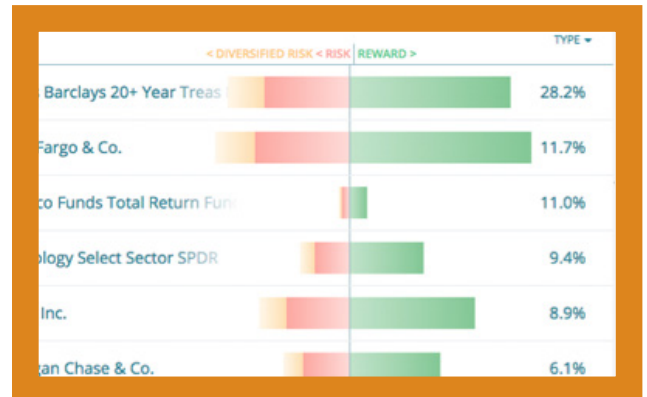 TYPE
< DIVERSIFIED RISK < RISK REWARD >
Barclays 20+ Year Treas 28.2%
Fargo & Co. 11.7%
co Funds Total Return Fun 11.0%
ology Select Sector SPDR 9.4%
Inc. 8.9%
gan Chase & Co. 6.1%